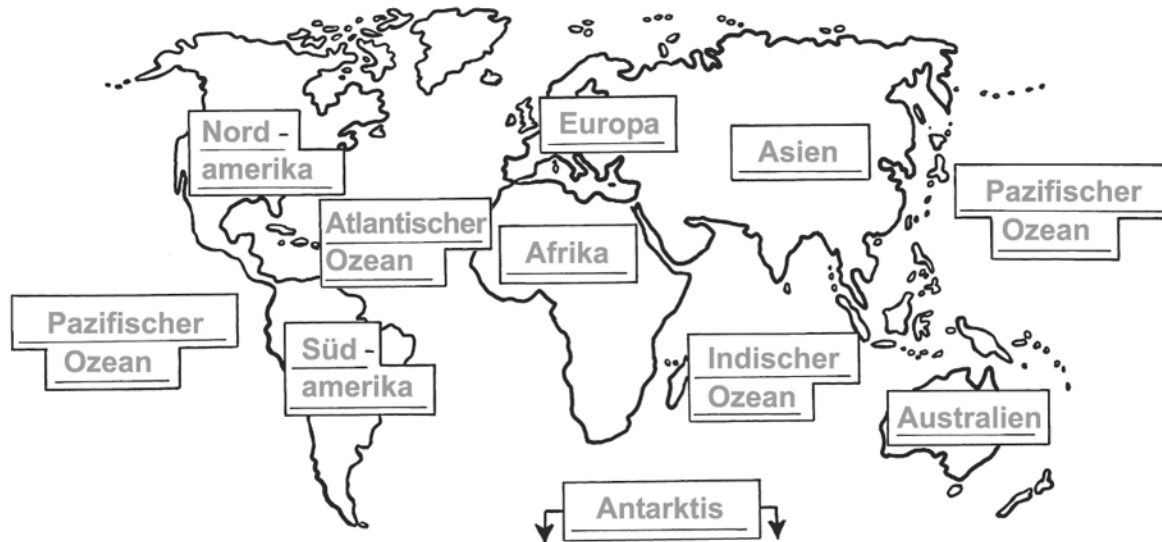 Nord -
amerika
Europa
Asien
Pazifischer
Ozean
Atlantischer
Ozean
Afrika
Pazifischer
Ozean
Süd -
amerika
Indischer
Ozean
Australien
Antarktis